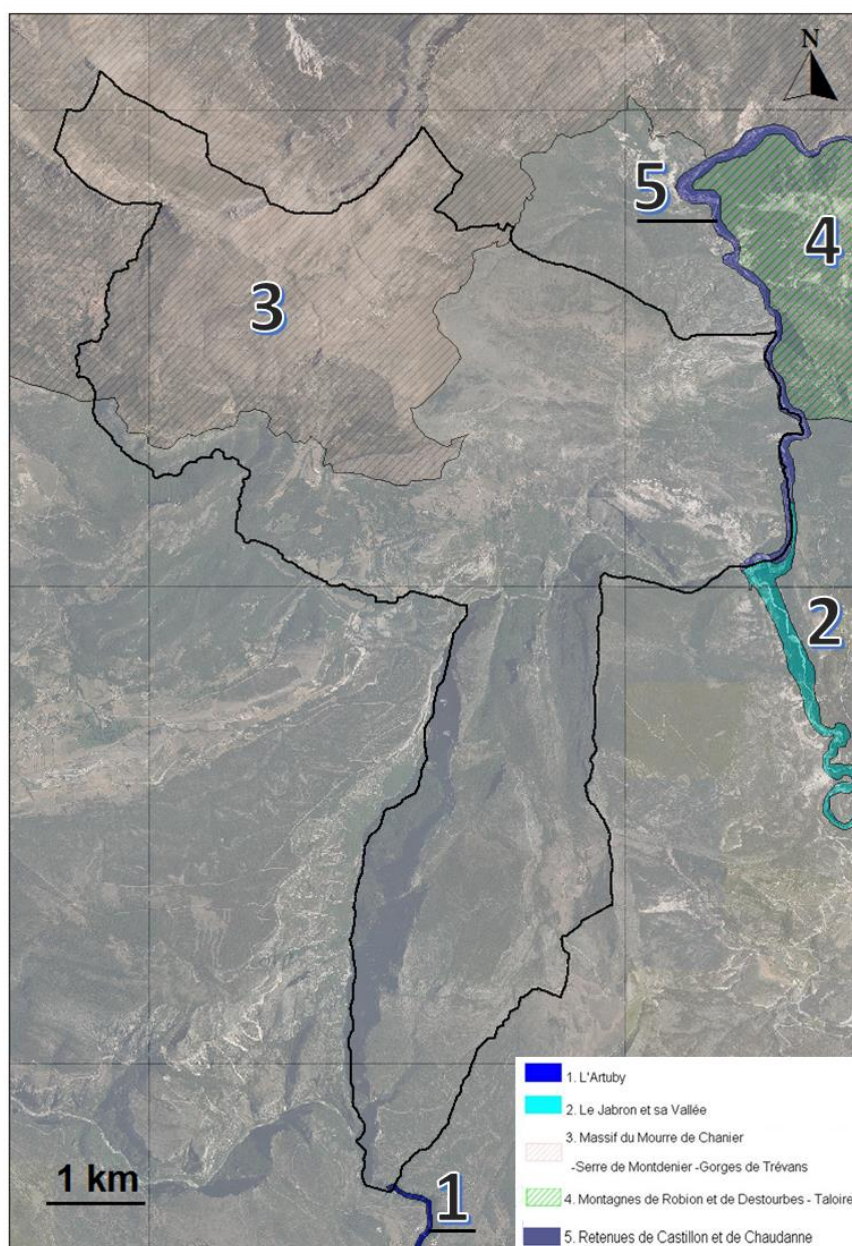 N
5
4
3
2
1 km
1
1. L'Artuby
2. Le Jabron et sa Vallée
3. Massif du Mourre de Chanier
-Serre de Montdenier -Gorges de Trévans
4. Montagnes de Robion et de Destourbes - Taloire
5. Retenues de Castillon et de Chaudanne